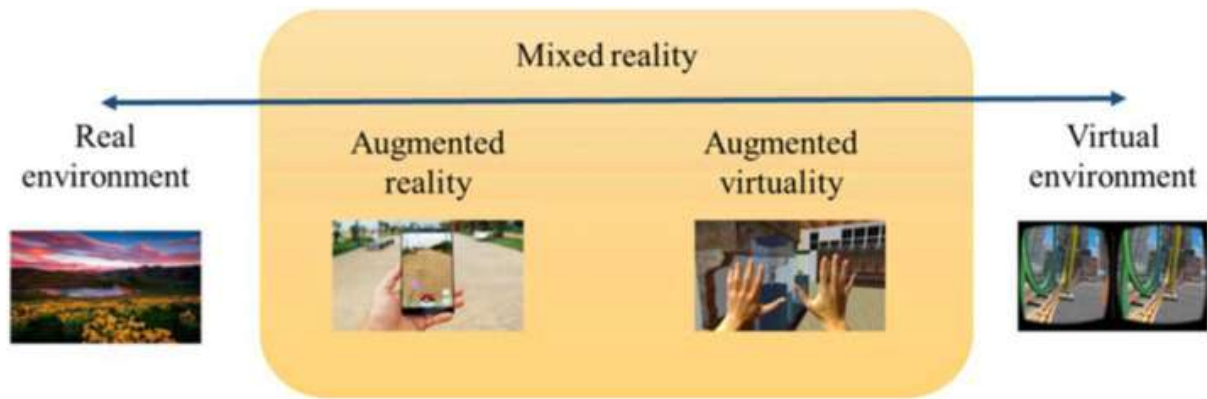 Mixed reality
Real
environment
Augmented
reality
Augmented
virtuality
Virtual
environment